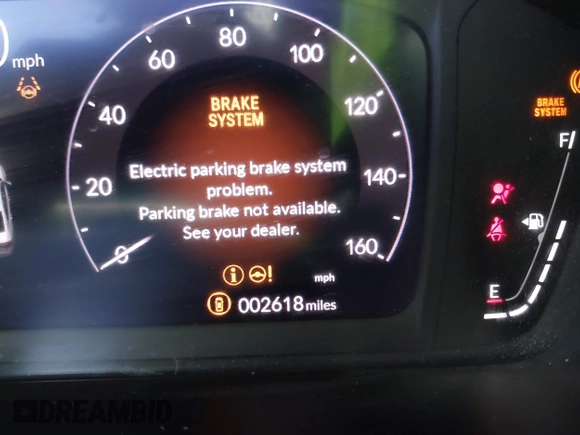 0 mph
80
60
100
40
120
BRAKE
SYSTEM
BRAKE
SYSTEM
F
Electric parking brake system
problem.
20
140
Parking brake not available.
See your dealer.
0
160
mph
E
002618 miles
DREAMBID